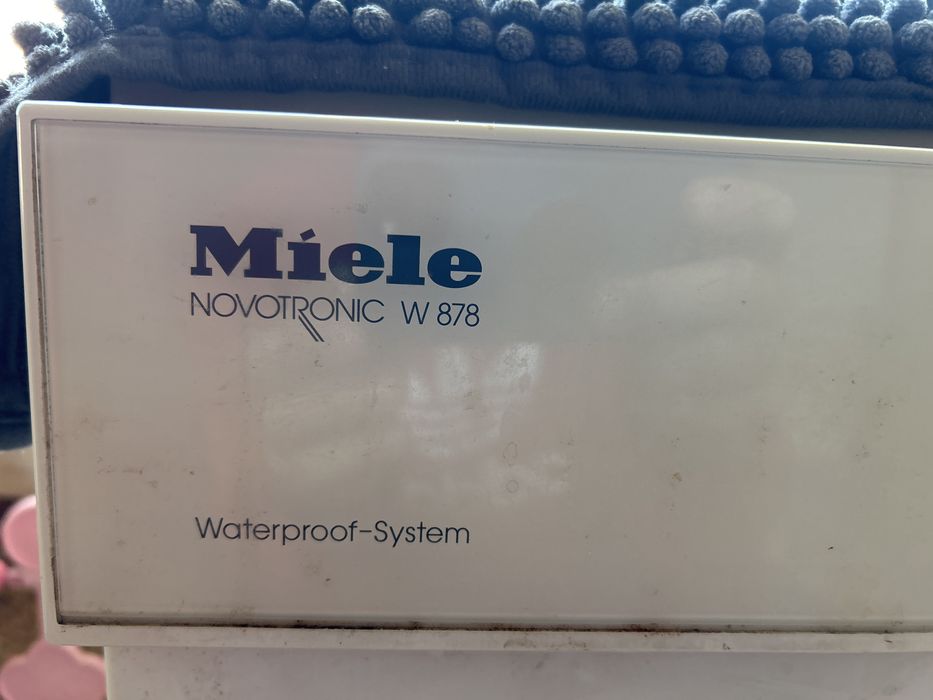 Miele
NOVOTRONIC W 878
Waterproof-System